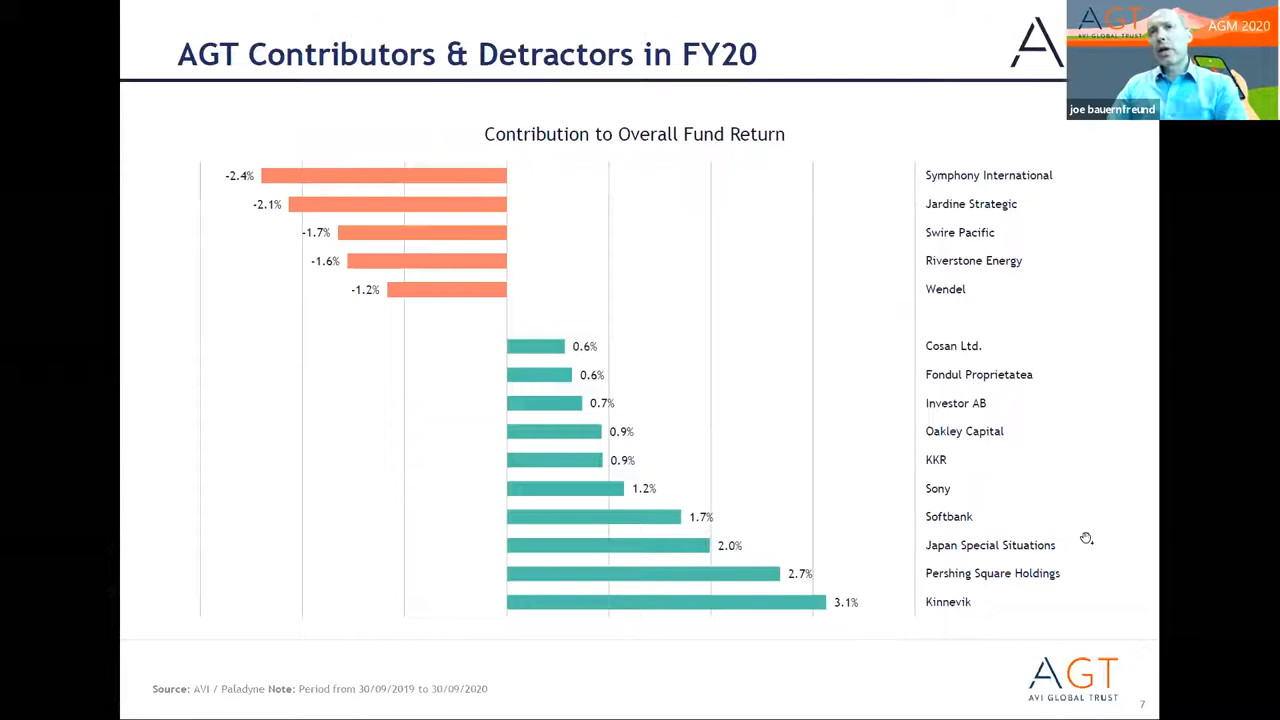 AGT Contributors & Detractors in FY20
AGT
AVI GLOBAL TRUST
AGM 2020
joe bauernfreund
Contribution to Overall Fund Return
-2.4% Symphony International
-2.1% Jardine Strategic
-1.7% Swire Pacific
-1.6% Riverstone Energy
-1.2% Wendel
0.6% Cosan Ltd.
0.6% Fondul Proprietatea
0.7% Investor AB
0.9% Oakley Capital
0.9% KKR
1.2% Sony
1.7% Softbank
2.0% Japan Special Situations
2.7% Pershing Square Holdings
3.1% Kinnevik
Source: AVI / Paladyne Note: Period from 30/09/2019 to 30/09/2020
AGT
AVI GLOBAL TRUST
7